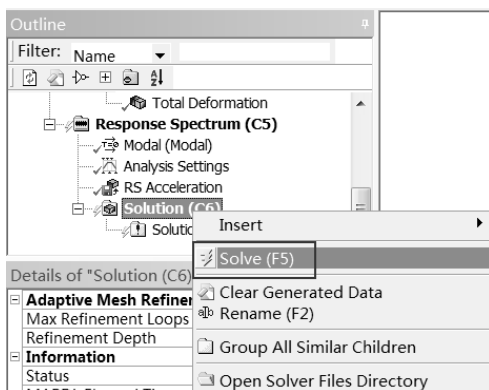 Outline
Filter: Name
Total Deformation
Response Spectrum (C5)
Modal (Modal)
Analysis Settings
RS Acceleration
Solution (C6)
Insert
Solve (F5)
Clear Generated Data
Rename (F2)
Group All Similar Children
Open Solver Files Directory
Details of "Solution (C6)
Adaptive Mesh Refiner
Max Refinement Loops
Refinement Depth
Information
Status